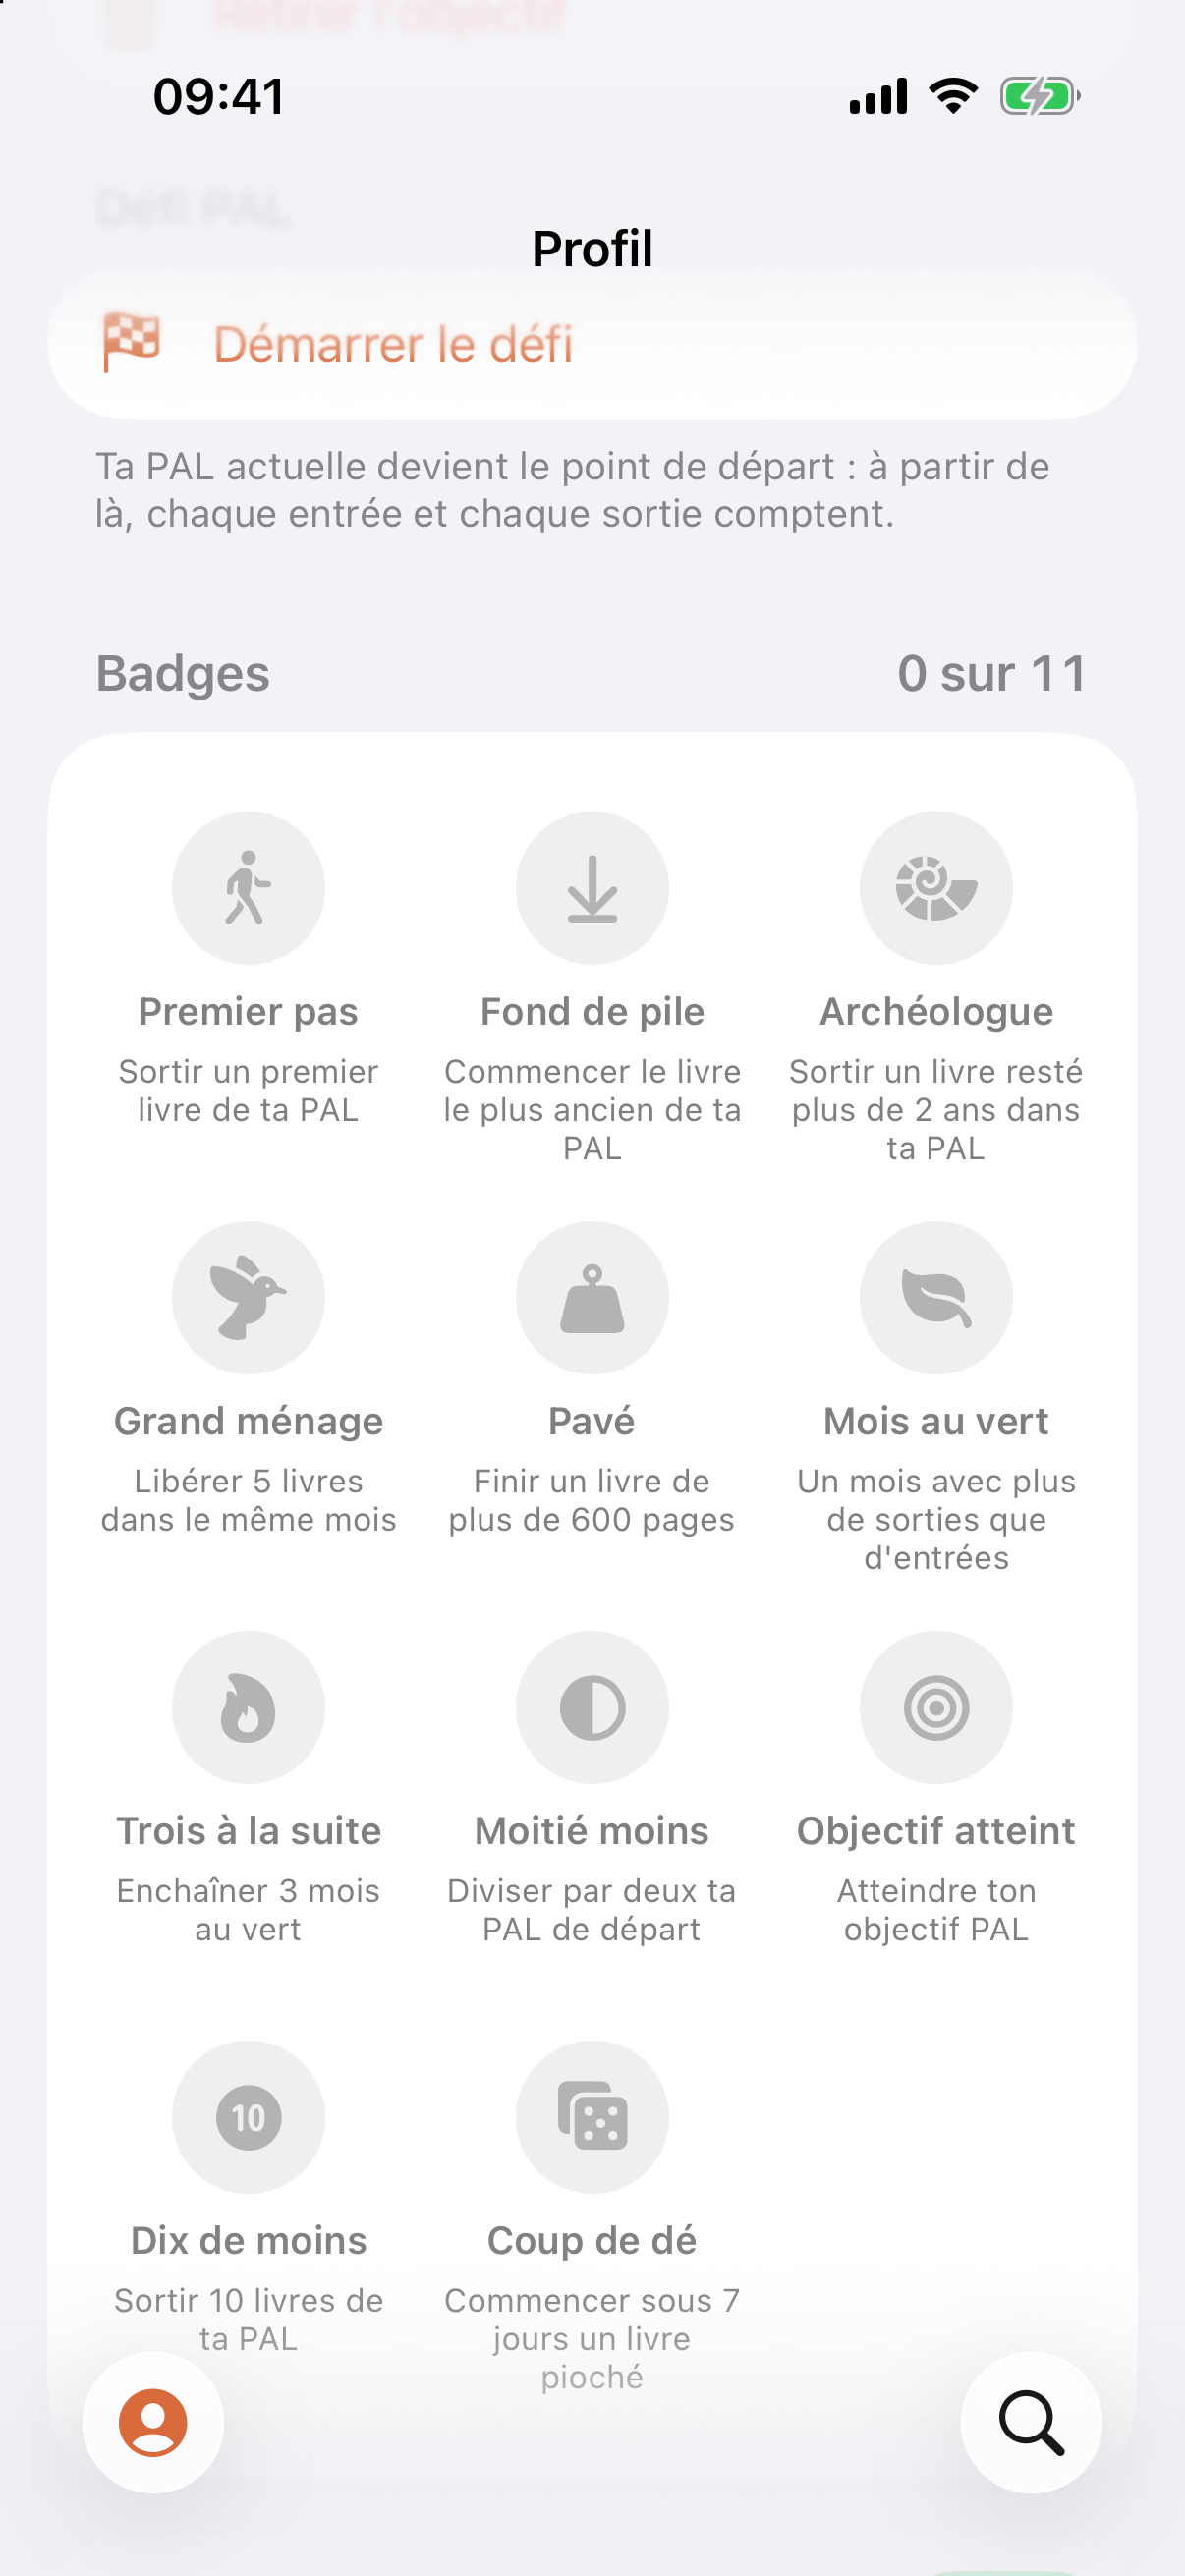 Retirer l'objectif
09:41
Défi PAL
Profil
Démarrer le défi
Ta PAL actuelle devient le point de départ : à partir de
là, chaque entrée et chaque sortie comptent.
Badges
0 sur 11
Premier pas
Sortir un premier
livre de ta PAL
Fond de pile
Commencer le livre
le plus ancien de ta
PAL
Archéologue
Sortir un livre resté
plus de 2 ans dans
ta PAL
Grand ménage
Libérer 5 livres
dans le même mois
Pavé
Finir un livre de
plus de 600 pages
Mois au vert
Un mois avec plus
de sorties que
d'entrées
Trois à la suite
Enchaîner 3 mois
au vert
Moitié moins
Diviser par deux ta
PAL de départ
Objectif atteint
Atteindre ton
objectif PAL
10
Dix de moins
Sortir 10 livres de
ta PAL
Coup de dé
Commencer sous 7
jours un livre
pioché